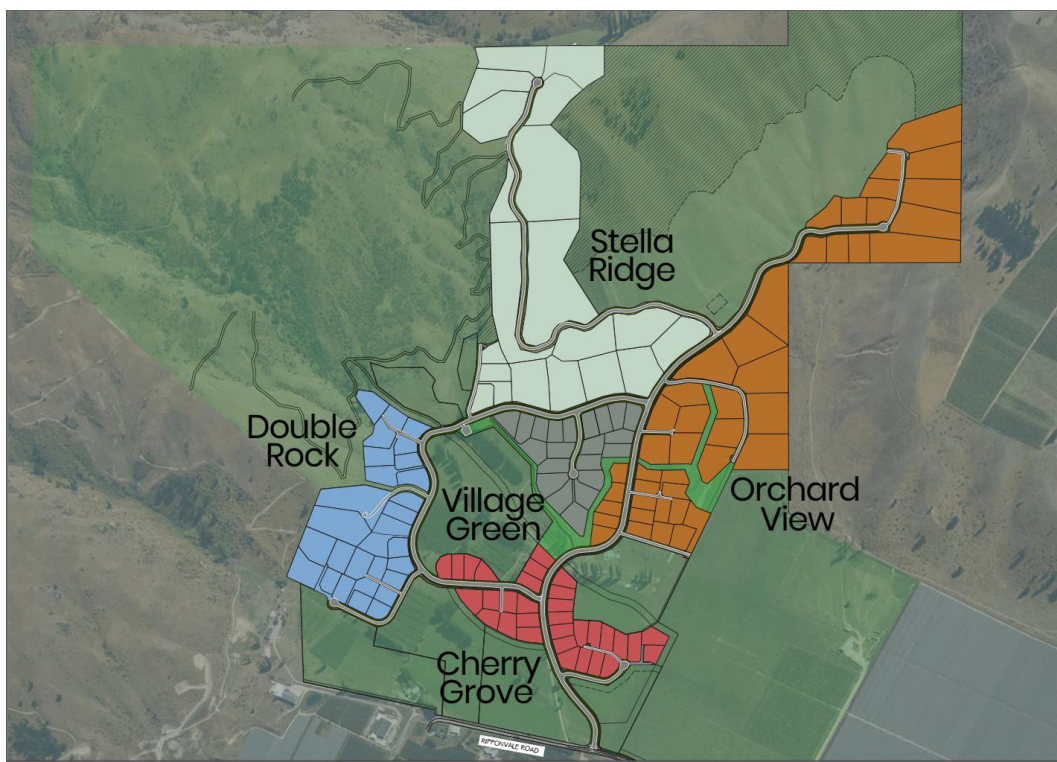 Stella
Ridge
Double
Rock
Village
Green
Orchard
View
Cherry
Grove
RIPPONVALE ROAD